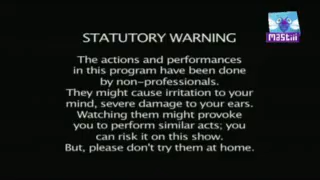 Mastiii
STATUTORY WARNING
The actions and performances
in this program have been done
by non-professionals.
They might cause irritation to your
mind, severe damage to your ears.
Watching them might provoke
you to perform similar acts; you
can risk it on this show.
But, please don't try them at home.